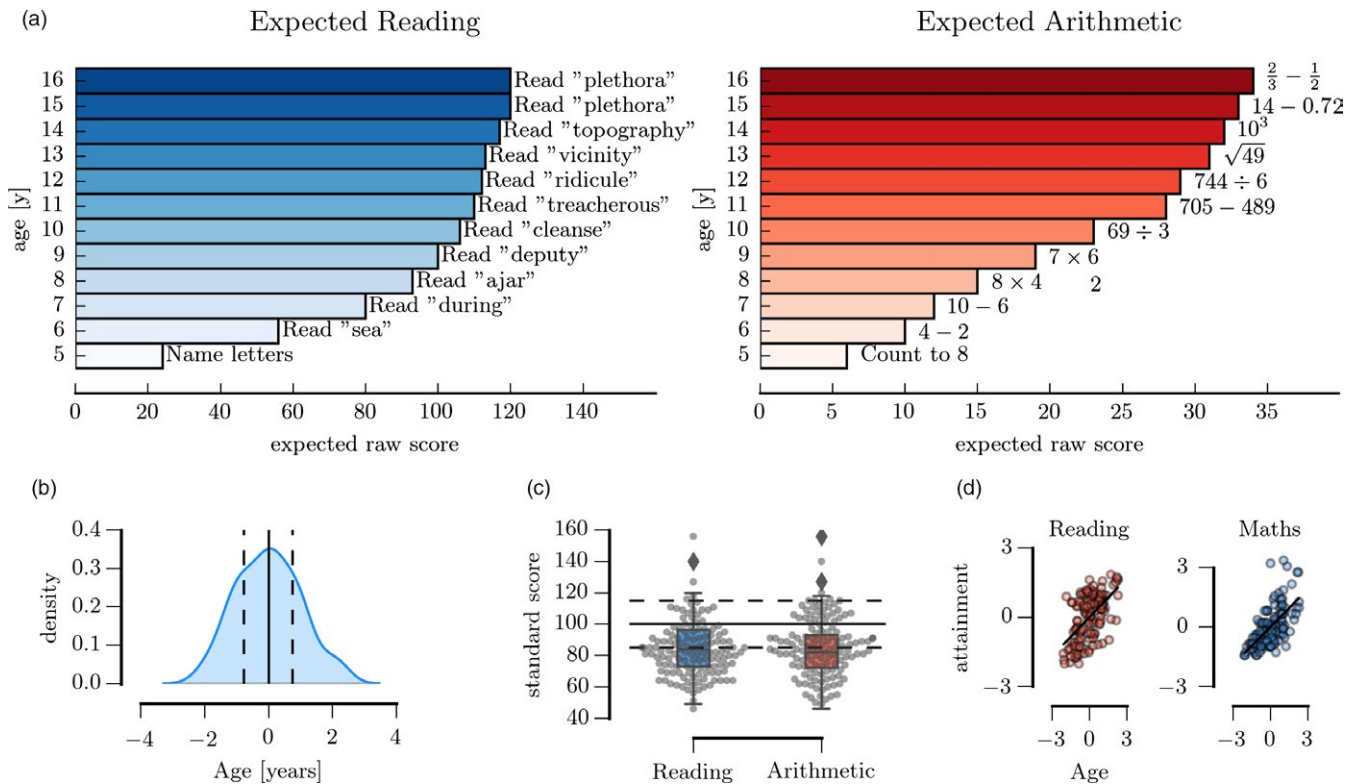 (a)
Expected Reading
age [y]
16 Read "plethora"
15 Read "plethora"
14 Read "topography"
13 Read "vicinity"
12 Read "ridicule"
11 Read "treacherous"
10 Read "cleanse"
9 Read "deputy"
8 Read "ajar"
7 Read "during"
6 Read "sea"
5 Name letters
0 20 40 60 80 100 120 140
expected raw score
Expected Arithmetic
age [y]
16 2/3 − 1/2
15 14 − 0.72
14 10³
13 √49
12 744 ÷ 6
11 705 − 489
10 69 ÷ 3
9 7 × 6
8 8 × 4 2
7 10 − 6
6 4 − 2
5 Count to 8
0 5 10 15 20 25 30 35
expected raw score
(b)
density
0.4
0.3
0.2
0.1
0.0
−4 −2 0 2 4
Age [years]
(c)
standard score
160
140
120
100
80
60
40
Reading Arithmetic
(d)
Reading
attainment
3
0
−3
−3 0 3
Age
Maths
3
0
−3
−3 0 3